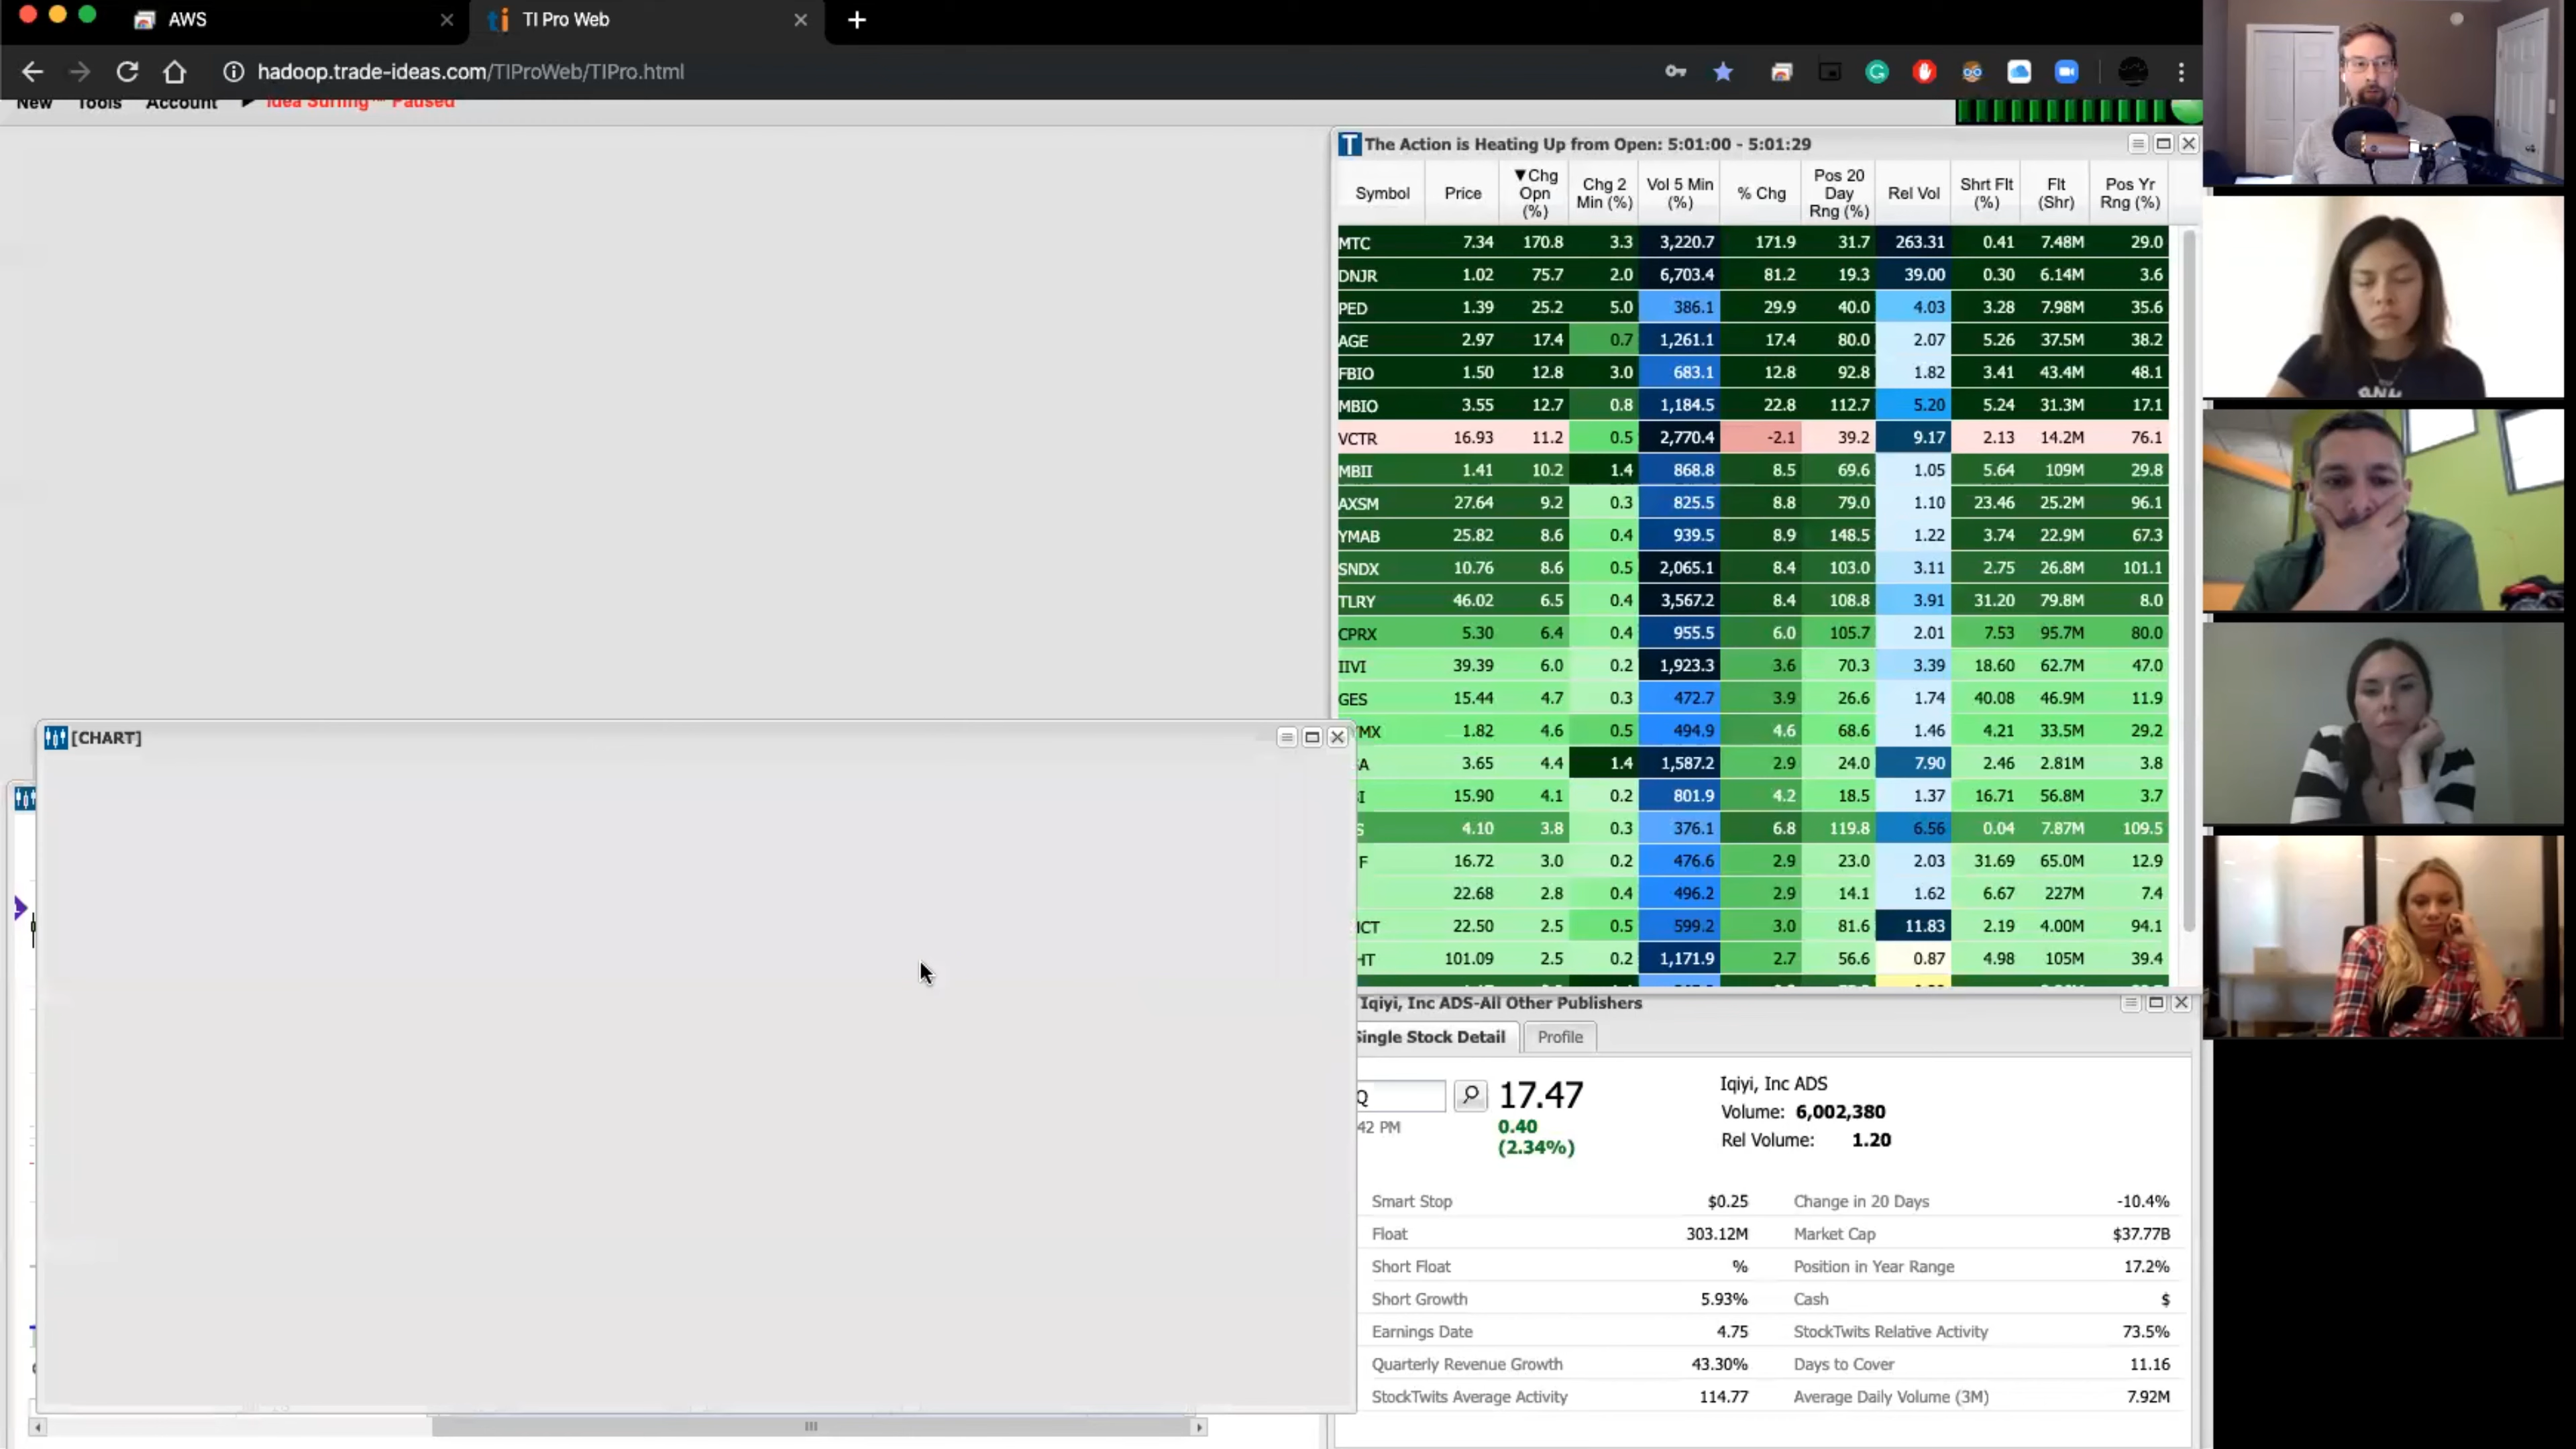 AWS
TI Pro Web
hadoop.trade-ideas.com/TIProWeb/TIPro.html
New Tools Account Idea Surfing™ Paused
The Action is Heating Up from Open: 5:01:00 - 5:01:29
Symbol Price ▼Chg Opn (%) Chg 2 Min (%) Vol 5 Min (%) % Chg Pos 20 Day Rng (%) Rel Vol Shrt Flt (%) Flt (Shr) Pos Yr Rng (%)
MTC 7.34 170.8 3.3 3,220.7 171.9 31.7 263.31 0.41 7.48M 29.0
DNJR 1.02 75.7 2.0 6,703.4 81.2 19.3 39.00 0.30 6.14M 3.6
PED 1.39 25.2 5.0 386.1 29.9 40.0 4.03 3.28 7.98M 35.6
AGE 2.97 17.4 0.7 1,261.1 17.4 80.0 2.07 5.26 37.5M 38.2
FBIO 1.50 12.8 3.0 683.1 12.8 92.8 1.82 3.41 43.4M 48.1
MBIO 3.55 12.7 0.8 1,184.5 22.8 112.7 5.20 5.24 31.3M 17.1
VCTR 16.93 11.2 0.5 2,770.4 -2.1 39.2 9.17 2.13 14.2M 76.1
MBII 1.41 10.2 1.4 868.8 8.5 69.6 1.05 5.64 109M 29.8
AXSM 27.64 9.2 0.3 825.5 8.8 79.0 1.10 23.46 25.2M 96.1
YMAB 25.82 8.6 0.4 939.5 8.9 148.5 1.22 3.74 22.9M 67.3
SNDX 10.76 8.6 0.5 2,065.1 8.4 103.0 3.11 2.75 26.8M 101.1
TLRY 46.02 6.5 0.4 3,567.2 8.4 108.8 3.91 31.20 79.8M 8.0
CPRX 5.30 6.4 0.4 955.5 6.0 105.7 2.01 7.53 95.7M 80.0
IIVI 39.39 6.0 0.2 1,923.3 3.6 70.3 3.39 18.60 62.7M 47.0
GES 15.44 4.7 0.3 472.7 3.9 26.6 1.74 40.08 46.9M 11.9
MX 1.82 4.6 0.5 494.9 4.6 68.6 1.46 4.21 33.5M 29.2
A 3.65 4.4 1.4 1,587.2 2.9 24.0 7.90 2.46 2.81M 3.8
I 15.90 4.1 0.2 801.9 4.2 18.5 1.37 16.71 56.8M 3.7
S 4.10 3.8 0.3 376.1 6.8 119.8 6.56 0.04 7.87M 109.5
F 16.72 3.0 0.2 476.6 2.9 23.0 2.03 31.69 65.0M 12.9
22.68 2.8 0.4 496.2 2.9 14.1 1.62 6.67 227M 7.4
ICT 22.50 2.5 0.5 599.2 3.0 81.6 11.83 2.19 4.00M 94.1
HT 101.09 2.5 0.2 1,171.9 2.7 56.6 0.87 4.98 105M 39.4
[CHART]
Iqiyi, Inc ADS-All Other Publishers
Single Stock Detail Profile
Q 17.47 Iqiyi, Inc ADS
42 PM 0.40 Volume: 6,002,380
(2.34%) Rel Volume: 1.20
Smart Stop $0.25 Change in 20 Days -10.4%
Float 303.12M Market Cap $37.77B
Short Float % Position in Year Range 17.2%
Short Growth 5.93% Cash $
Earnings Date 4.75 StockTwits Relative Activity 73.5%
Quarterly Revenue Growth 43.30% Days to Cover 11.16
StockTwits Average Activity 114.77 Average Daily Volume (3M) 7.92M